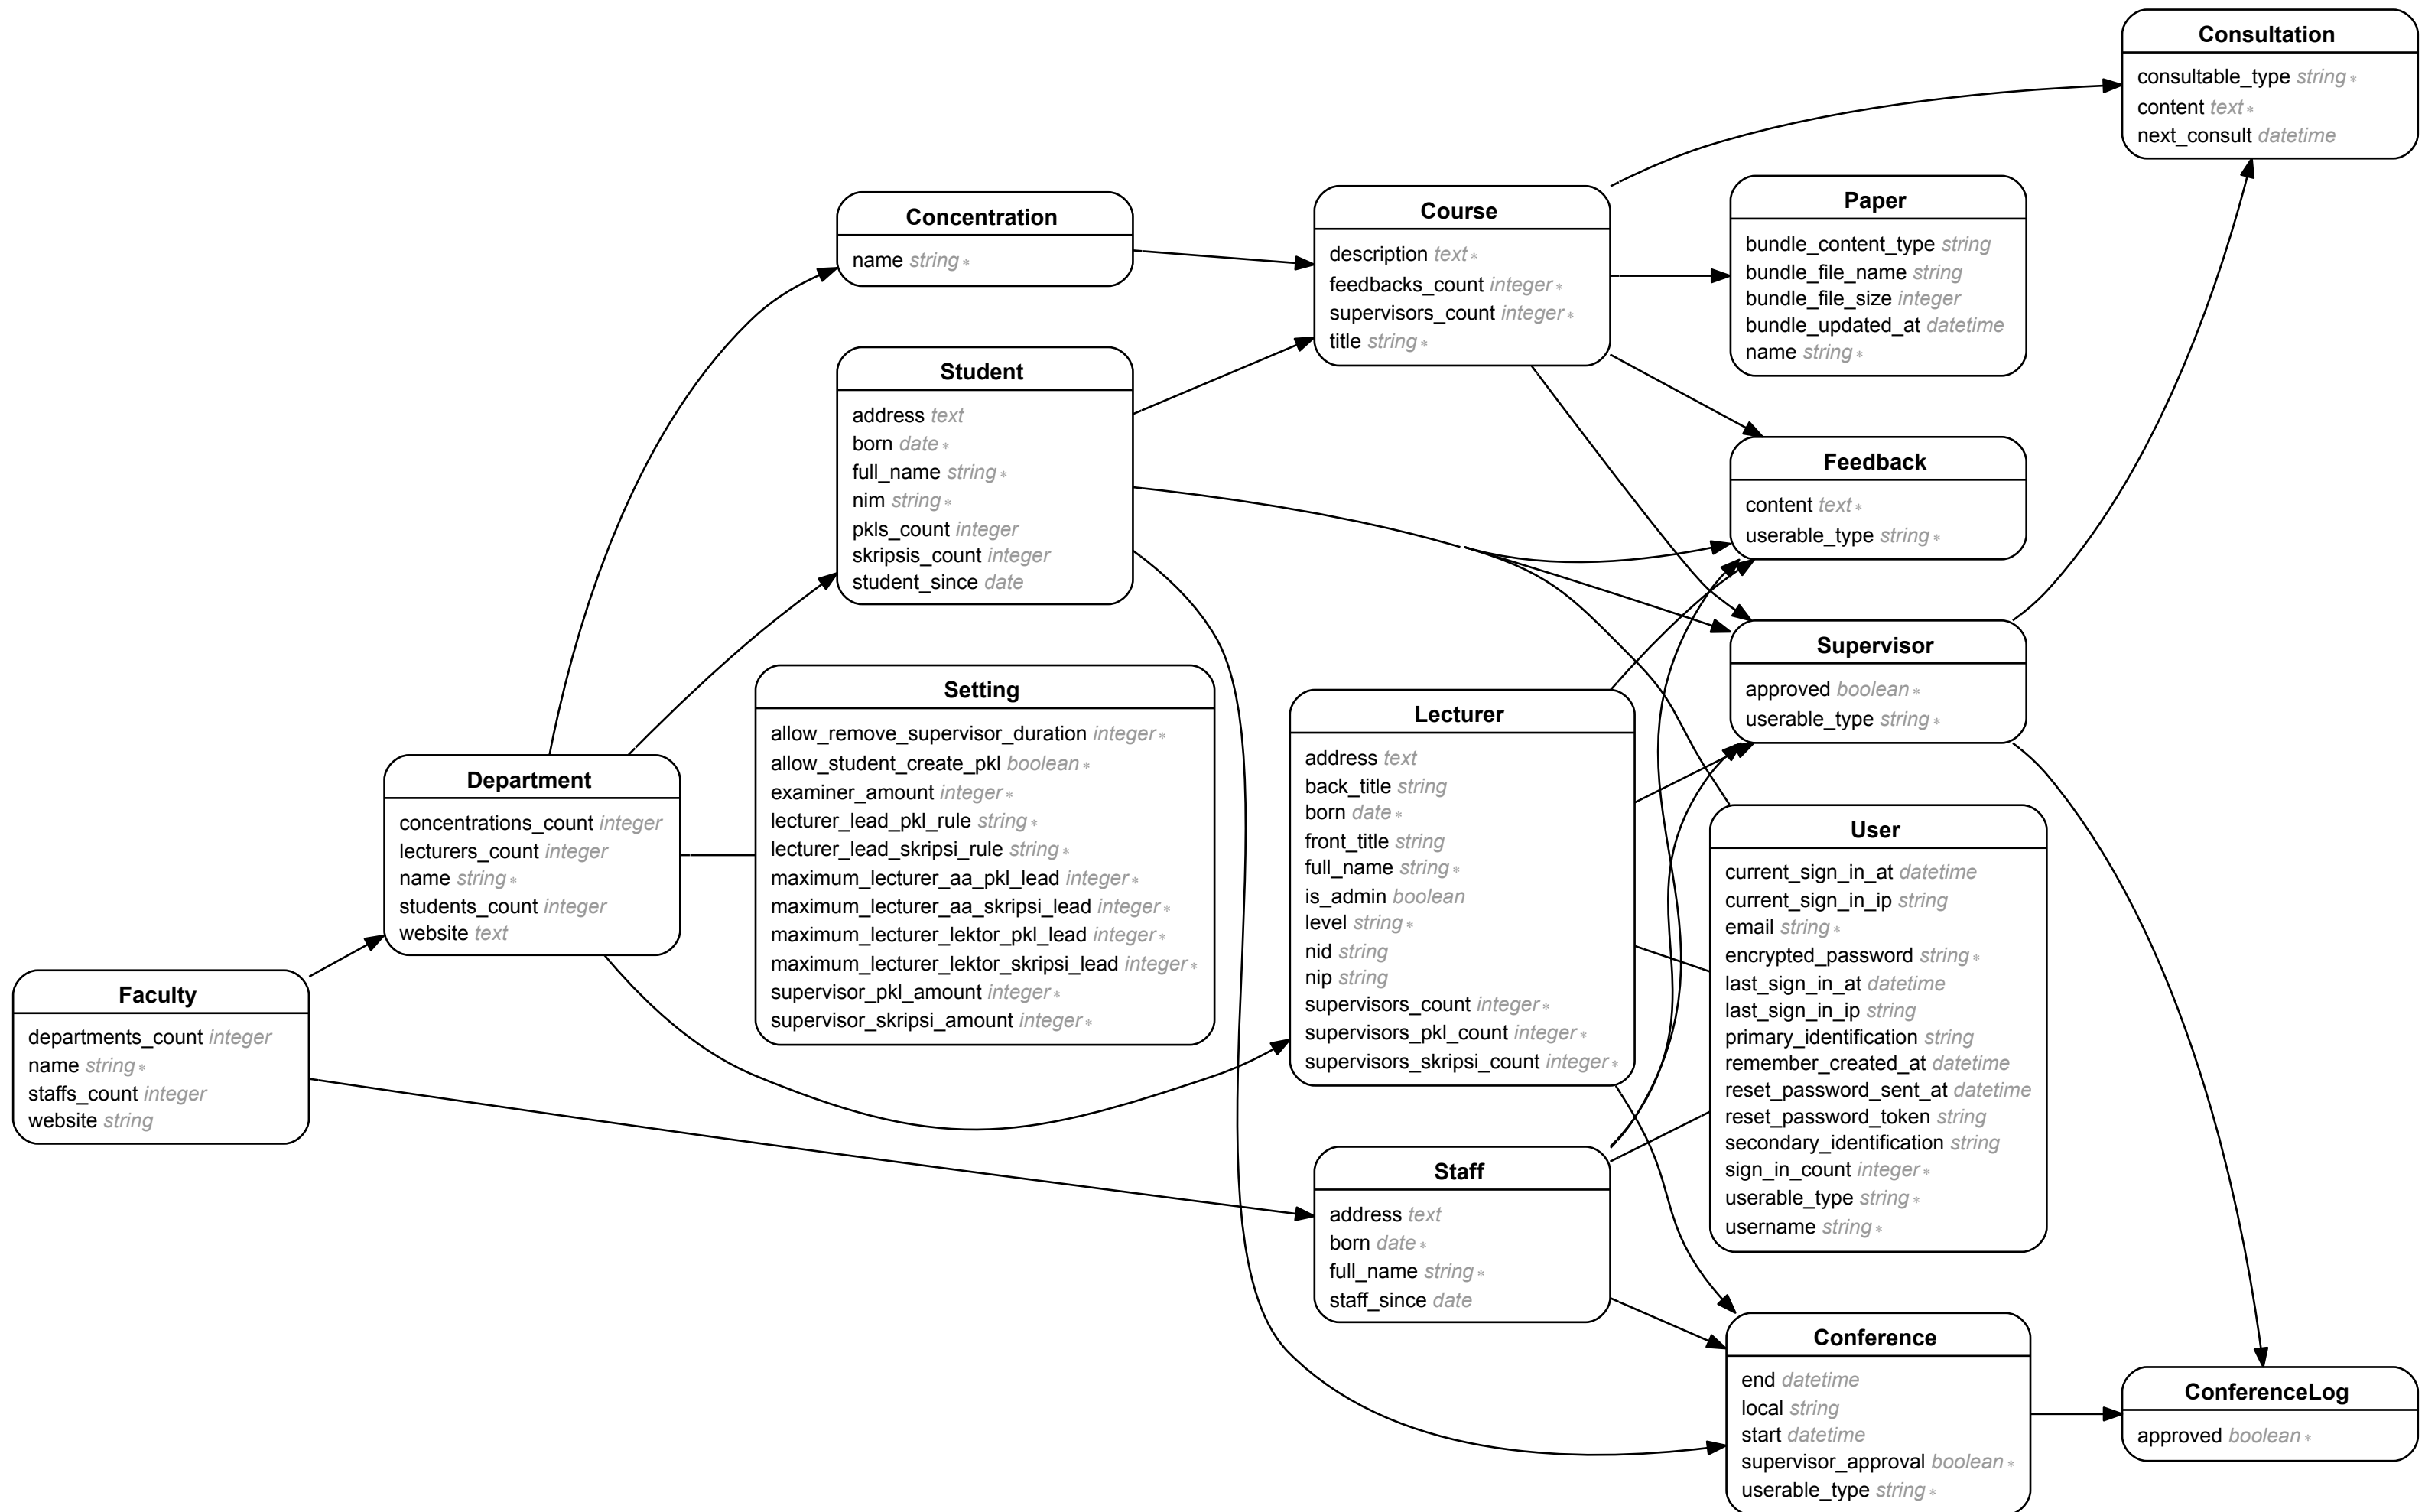 Consultation
consultable_type string *
content text *
next_consult datetime
Concentration
name string *
Course
description text *
feedbacks_count integer *
supervisors_count integer *
title string *
Paper
bundle_content_type string
bundle_file_name string
bundle_file_size integer
bundle_updated_at datetime
name string *
Student
address text
born date *
full_name string *
nim string *
pkls_count integer
skripsis_count integer
student_since date
Feedback
content text *
userable_type string *
Supervisor
approved boolean *
userable_type string *
Setting
allow_remove_supervisor_duration integer *
allow_student_create_pkl boolean *
examiner_amount integer *
lecturer_lead_pkl_rule string *
lecturer_lead_skripsi_rule string *
maximum_lecturer_aa_pkl_lead integer *
maximum_lecturer_aa_skripsi_lead integer *
maximum_lecturer_lektor_pkl_lead integer *
maximum_lecturer_lektor_skripsi_lead integer *
supervisor_pkl_amount integer *
supervisor_skripsi_amount integer *
Lecturer
address text
back_title string
born date *
front_title string
full_name string *
is_admin boolean
level string *
nid string
nip string
supervisors_count integer *
supervisors_pkl_count integer *
supervisors_skripsi_count integer *
Department
concentrations_count integer
lecturers_count integer
name string *
students_count integer
website text
User
current_sign_in_at datetime
current_sign_in_ip string
email string *
encrypted_password string *
last_sign_in_at datetime
last_sign_in_ip string
primary_identification string
remember_created_at datetime
reset_password_sent_at datetime
reset_password_token string
secondary_identification string
sign_in_count integer *
userable_type string *
username string *
Faculty
departments_count integer
name string *
staffs_count integer
website string
Staff
address text
born date *
full_name string *
staff_since date
Conference
end datetime
local string
start datetime
supervisor_approval boolean *
userable_type string *
ConferenceLog
approved boolean *